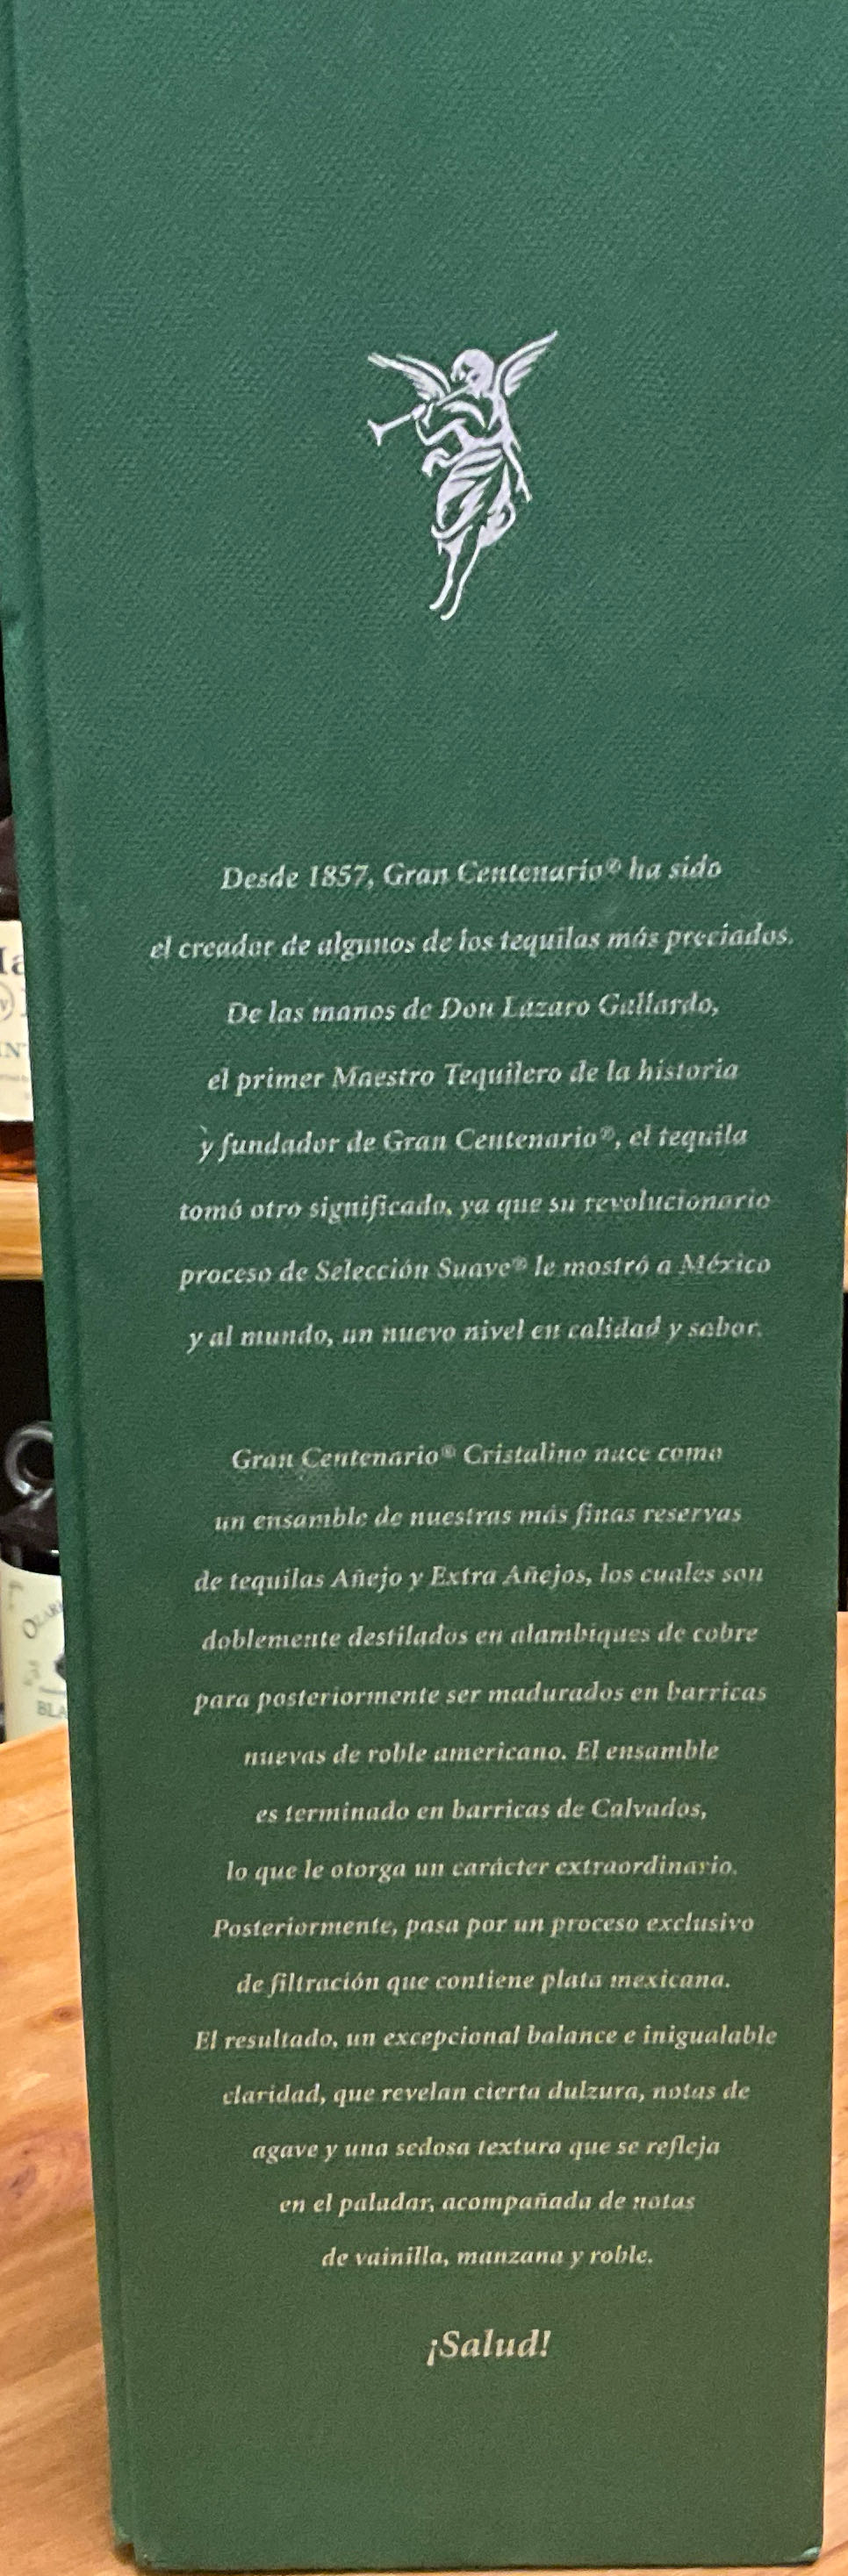 Desde 1857, Gran Centenario® ha sido
el creador de algunos de los tequilas más preciados.
De las manos de Don Lázaro Gallardo,
el primer Maestro Tequilero de la historia
y fundador de Gran Centenario®, el tequila
tomó otro significado, ya que su revolucionario
proceso de Selección Suave® le mostró a México
y al mundo, un nuevo nivel en calidad y sabor.
Gran Centenario® Cristalino nace como
un ensamble de nuestras más finas reservas
de tequilas Añejo y Extra Añejos, los cuales son
doblemente destilados en alambiques de cobre
para posteriormente ser madurados en barricas
nuevas de roble americano. El ensamble
es terminado en barricas de Calvados,
lo que le otorga un carácter extraordinario.
Posteriormente, pasa por un proceso exclusivo
de filtración que contiene plata mexicana.
El resultado, un excepcional balance e inigualable
claridad, que revelan cierta dulzura, notas de
agave y una sedosa textura que se refleja
en el paladar, acompañada de notas
de vainilla, manzana y roble.
¡Salud!